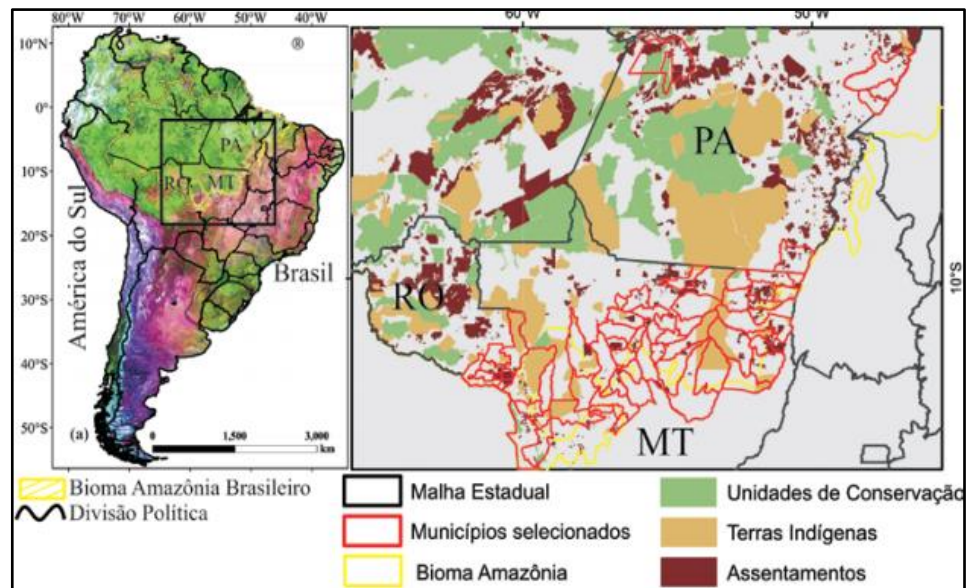 80°W 70°W 60°W 50°W 40°W
10°N
0°
10°S
20°S
30°S
40°S
50°S
América do Sul
®
PA
RO MT
Brasil
(a) 0 1,500 3,000
km
60°W 50°W
10°S
PA
RO
MT
Bioma Amazônia Brasileiro
Divisão Política
Malha Estadual
Municípios selecionados
Bioma Amazônia
Unidades de Conservação
Terras Indígenas
Assentamentos